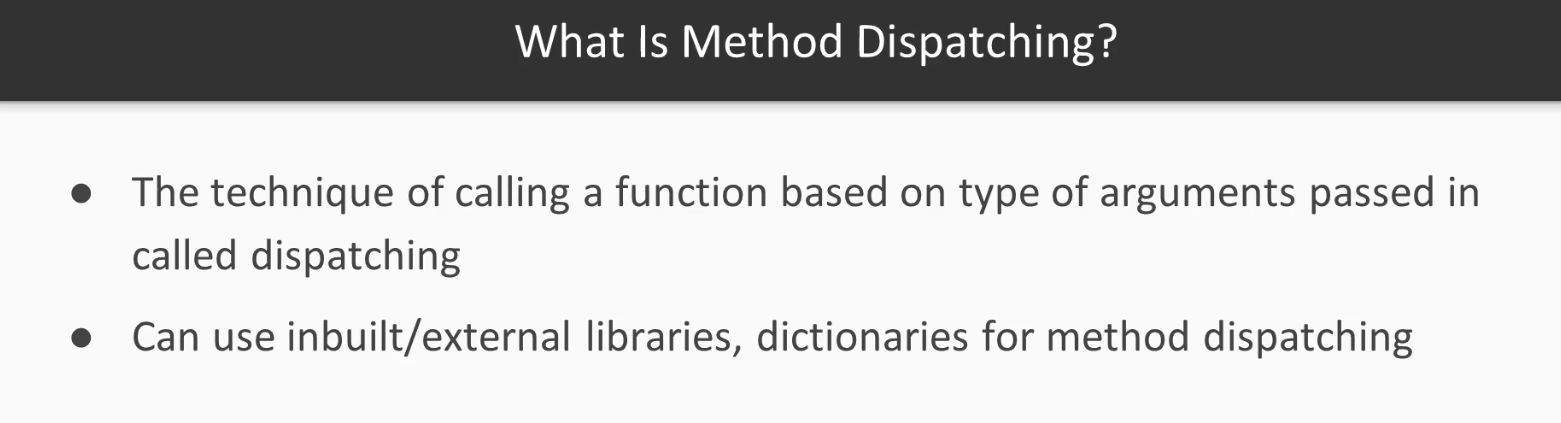 What Is Method Dispatching?
● The technique of calling a function based on type of arguments passed in
called dispatching
● Can use inbuilt/external libraries, dictionaries for method dispatching